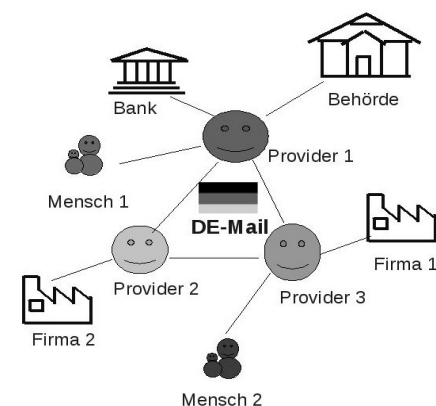 Bank
Behörde
Provider 1
Mensch 1
DE-Mail
Firma 1
Provider 2
Provider 3
Firma 2
Mensch 2